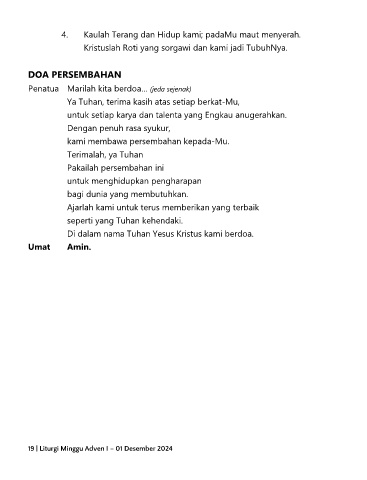 4. Kaulah Terang dan Hidup kami; padaMu maut menyerah.
Kristuslah Roti yang sorgawi dan kami jadi TubuhNya.
DOA PERSEMBAHAN
Penatua Marilah kita berdoa... (jeda sejenak)
Ya Tuhan, terima kasih atas setiap berkat-Mu,
untuk setiap karya dan talenta yang Engkau anugerahkan.
Dengan penuh rasa syukur,
kami membawa persembahan kepada-Mu.
Terimalah, ya Tuhan
Pakailah persembahan ini
untuk menghidupkan pengharapan
bagi dunia yang membutuhkan.
Ajarlah kami untuk terus memberikan yang terbaik
seperti yang Tuhan kehendaki.
Di dalam nama Tuhan Yesus Kristus kami berdoa.
Umat Amin.
19 | Liturgi Minggu Adven I – 01 Desember 2024